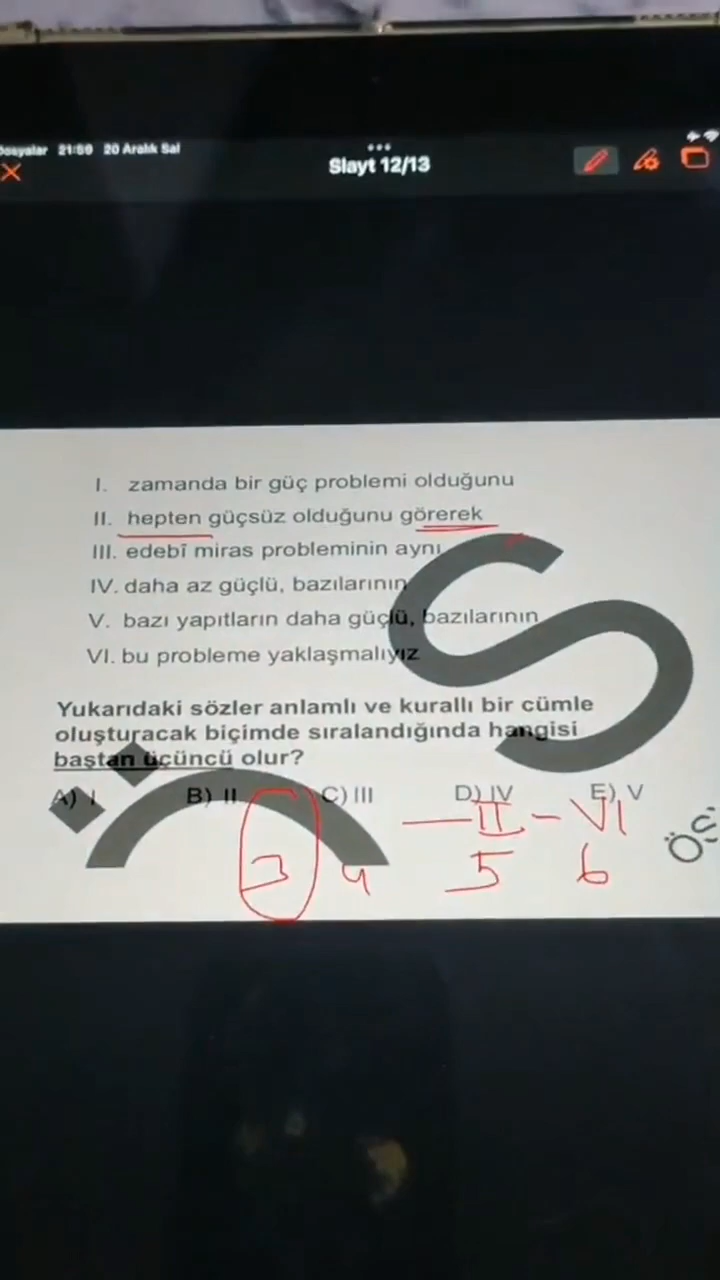 Dosyalar 21:59 20 Aralık Sal
Slayt 12/13
I. zamanda bir güç problemi olduğunu
II. hepten güçsüz olduğunu görerek
III. edebî miras probleminin aynı
IV. daha az güçlü, bazılarının
V. bazı yapıtların daha güçlü, bazılarının
VI. bu probleme yaklaşmalıyız
Yukarıdaki sözler anlamlı ve kurallı bir cümle
oluşturacak biçimde sıralandığında hangisi
baştan üçüncü olur?
A) I B) II C) III D) IV E) V
— II - VI
3 4 5 6
ÖS